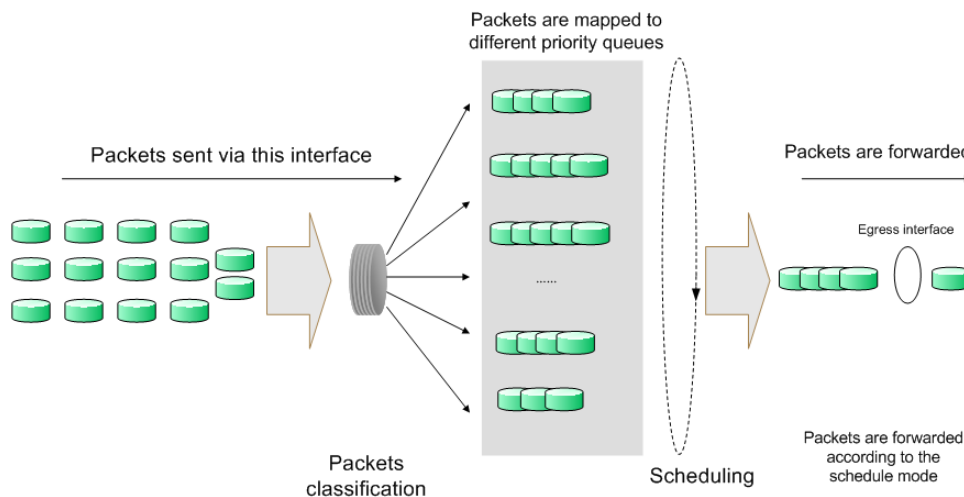 Packets are mapped to
different priority queues
Packets sent via this interface
Packets are forwarded
Egress interface
......
Packets
classification
Scheduling
Packets are forwarded
according to the
schedule mode